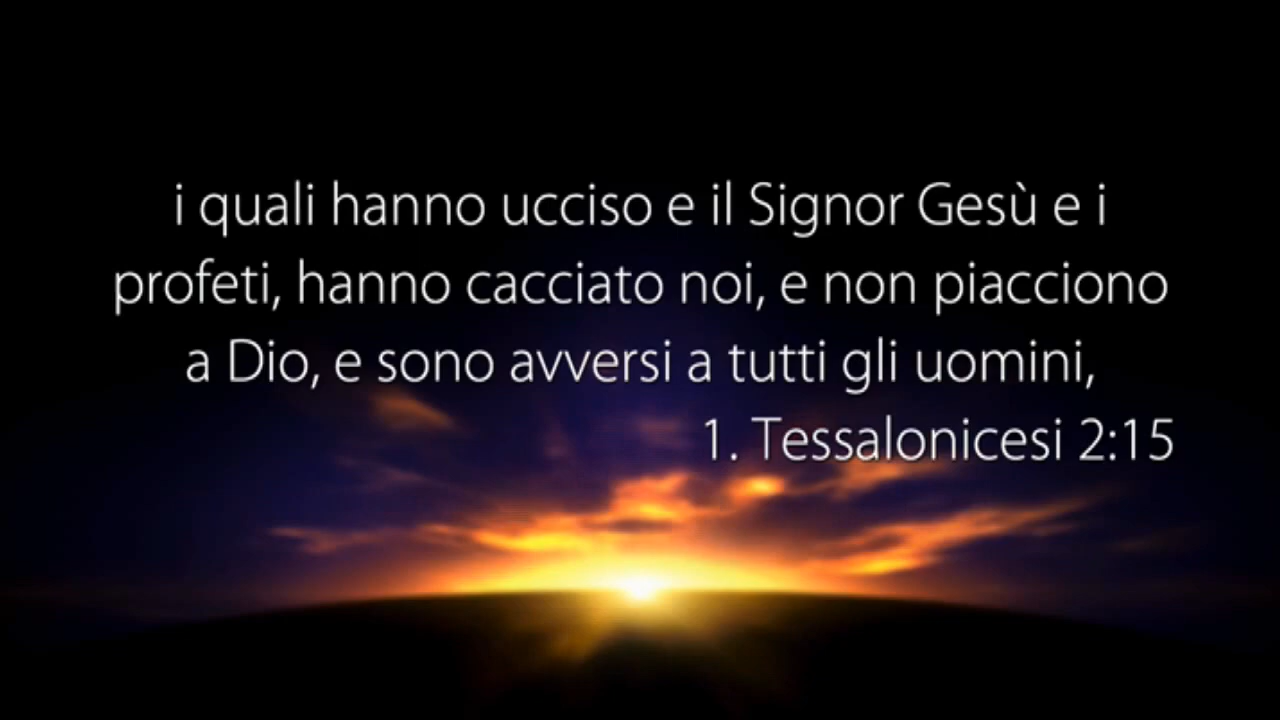 i quali hanno ucciso e il Signor Gesù e i
profeti, hanno cacciato noi, e non piacciono
a Dio, e sono avversi a tutti gli uomini,
1. Tessalonicesi 2:15